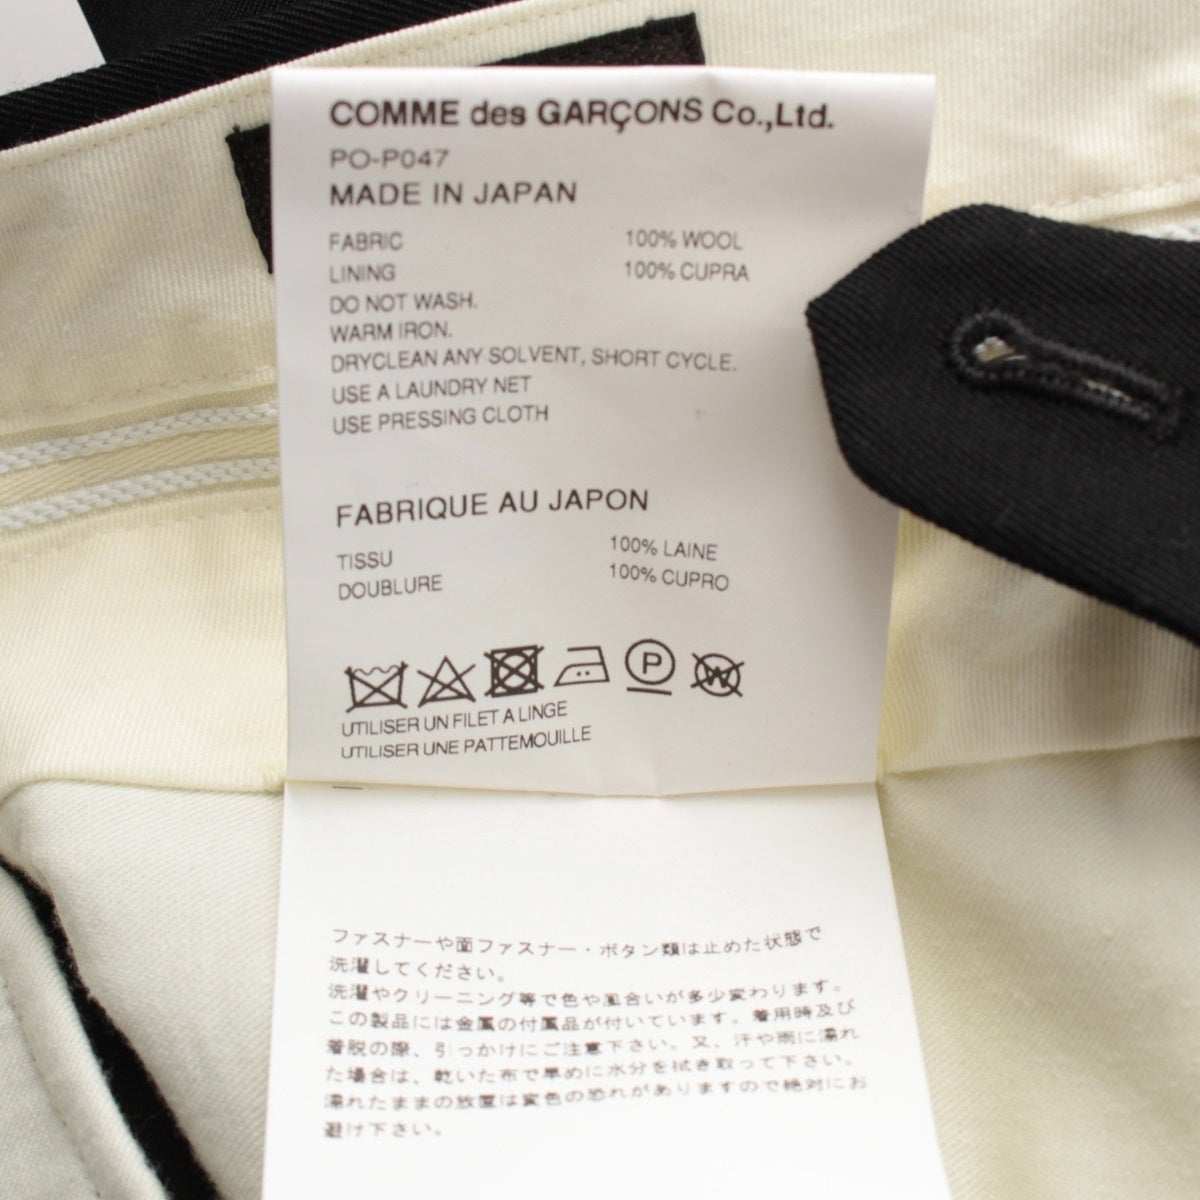 COMME des GARÇONS Co.,Ltd.
PO-P047
MADE IN JAPAN
FABRIC 100% WOOL
LINING 100% CUPRA
DO NOT WASH.
WARM IRON.
DRYCLEAN ANY SOLVENT, SHORT CYCLE.
USE A LAUNDRY NET
USE PRESSING CLOTH
FABRIQUE AU JAPON
TISSU 100% LAINE
DOUBLURE 100% CUPRO
P W
UTILISER UN FILET A LINGE
UTILISER UNE PATTEMOUILLE
ファスナーや面ファスナー・ボタン類は止めた状態で
洗濯してください。
洗濯やクリーニング等で色や風合いが多少変わります。
この製品には金属の付属品が付いています。着用時及び
着脱の際、引っかけにご注意下さい。又、汗や雨に濡れ
た場合は、乾いた布で早めに水分を拭き取って下さい。
濡れたままの放置は変色の恐れがありますので絶対にお
避け下さい。